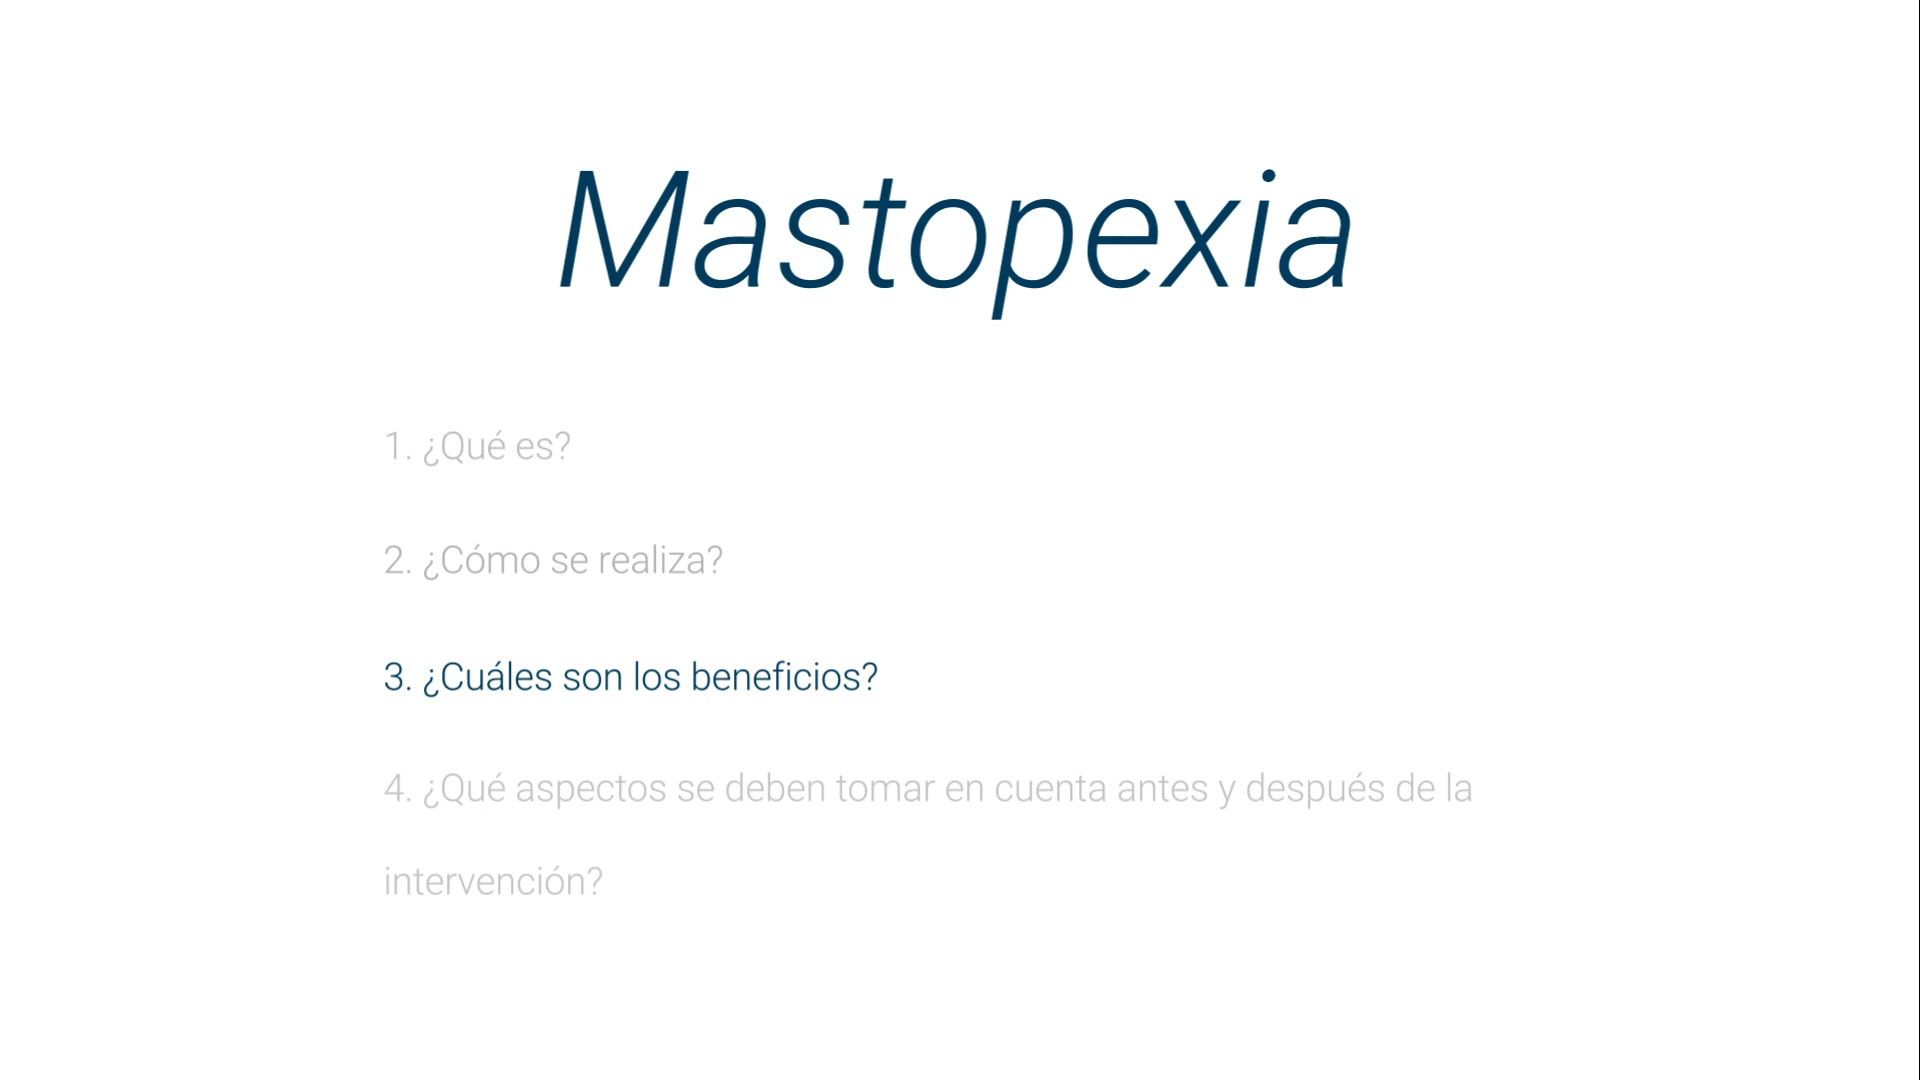 Mastopexia
1. ¿Qué es?
2. ¿Cómo se realiza?
3. ¿Cuáles son los beneficios?
4. ¿Qué aspectos se deben tomar en cuenta antes y después de la
intervención?